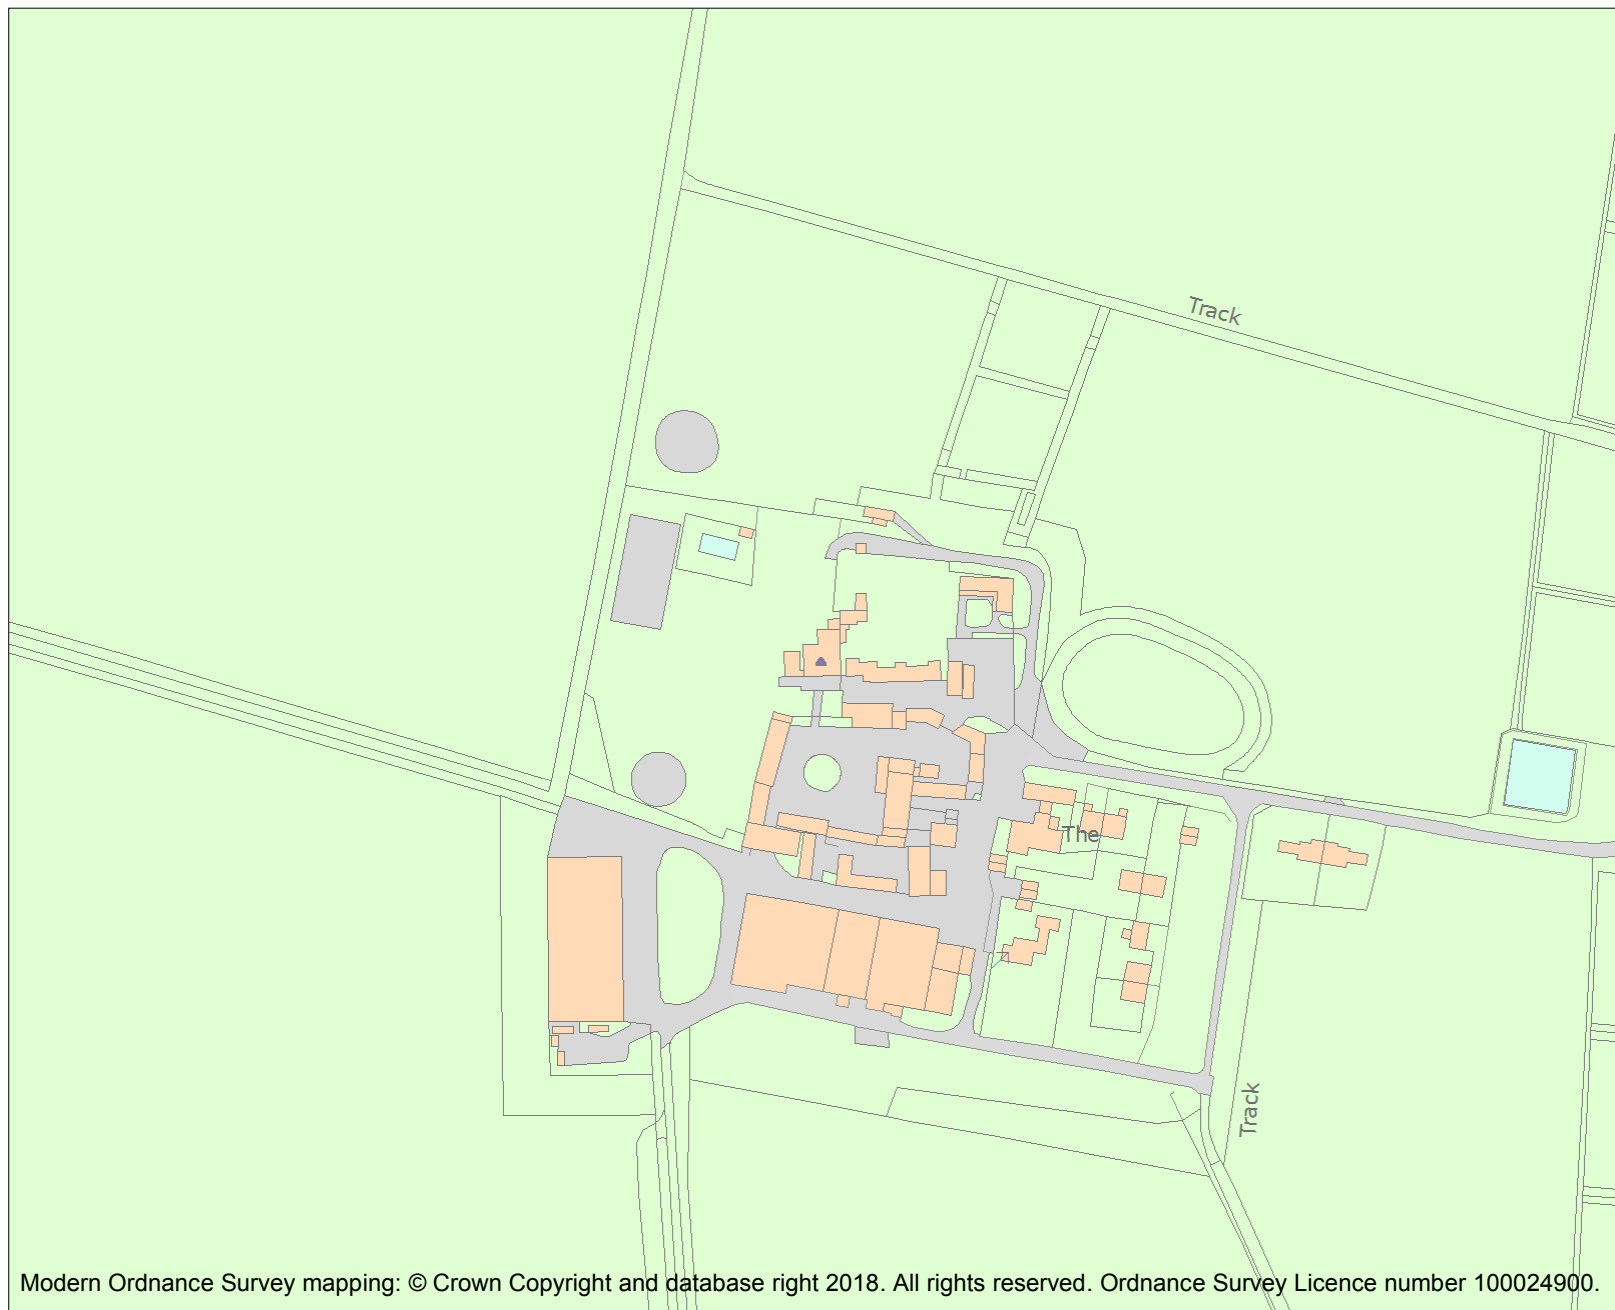 Track
The
Track
Modern Ordnance Survey mapping: © Crown Copyright and database right 2018. All rights reserved. Ordnance Survey Licence number 100024900.